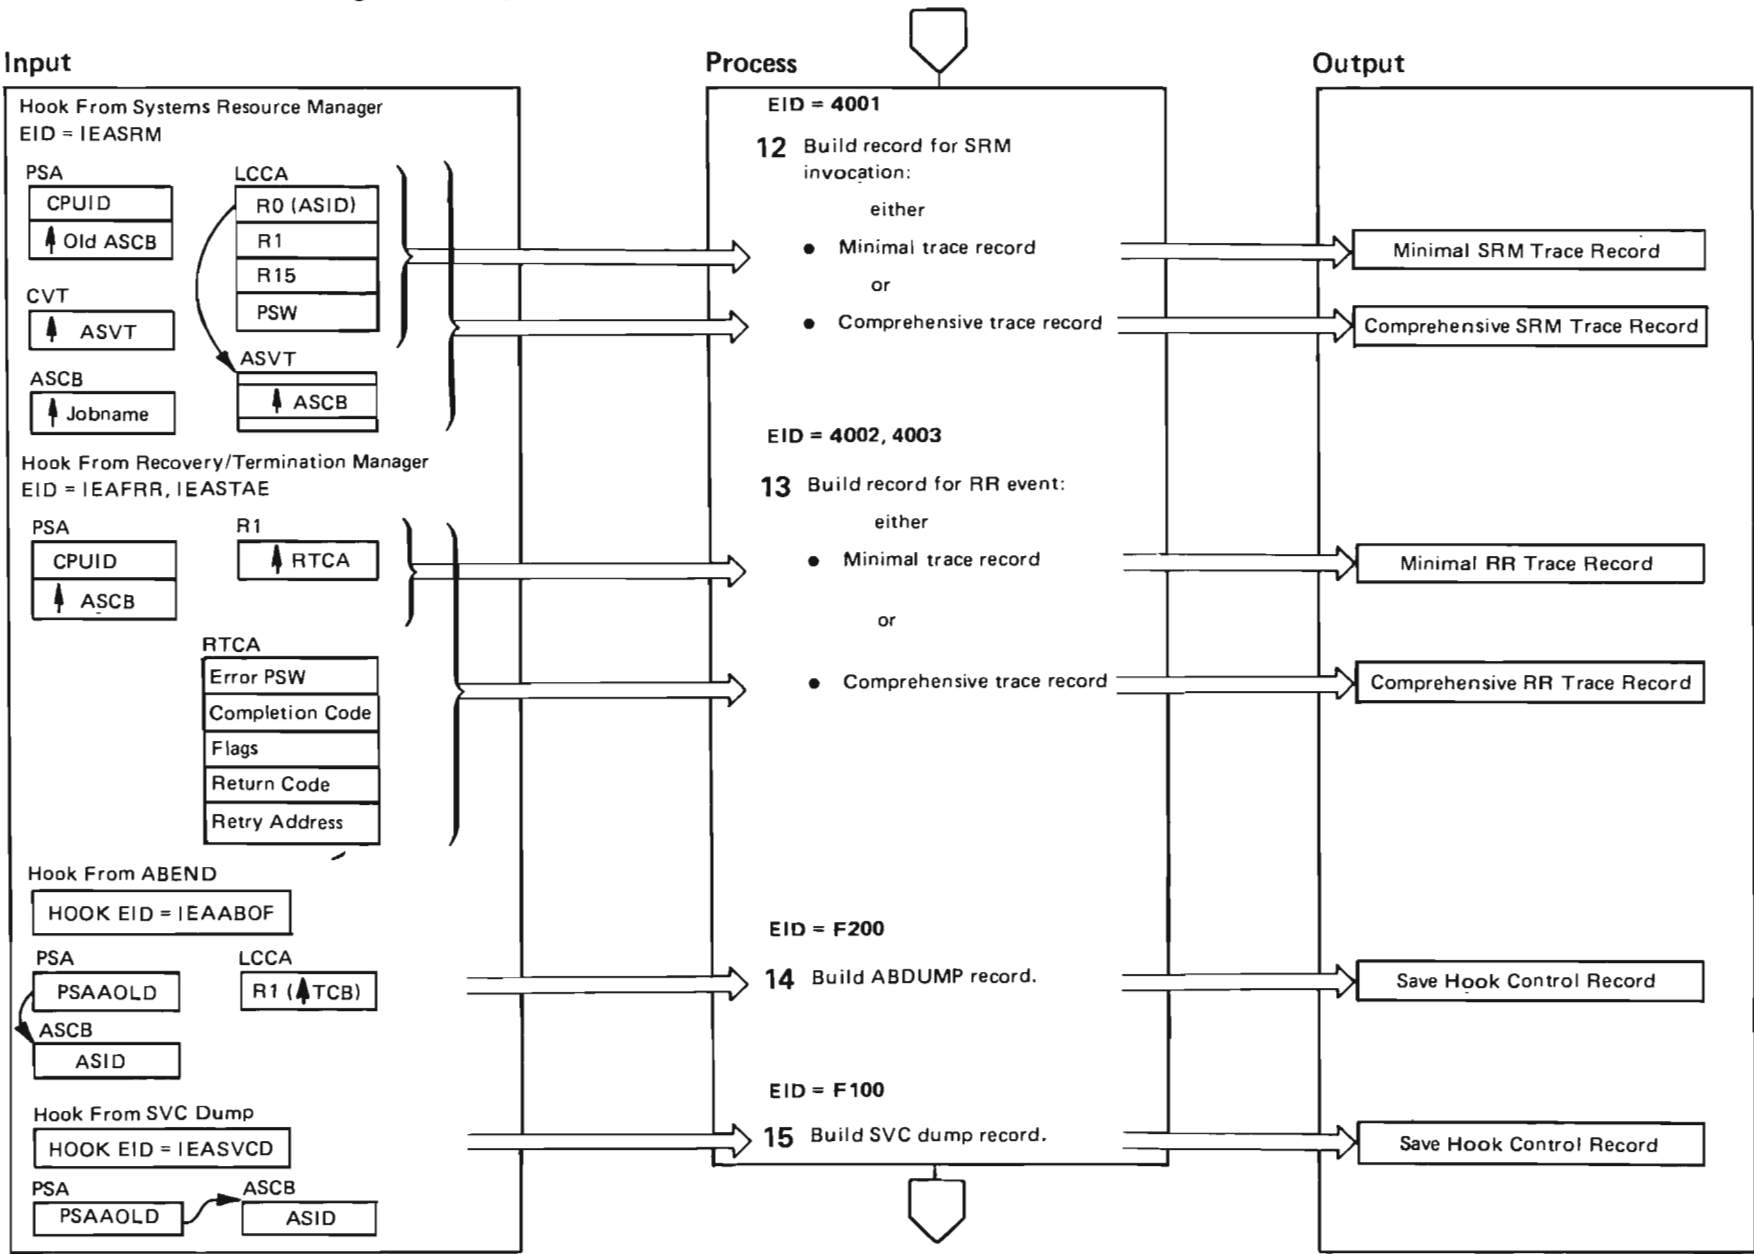 Input
Hook From Systems Resource Manager
EID = IEASRM
PSA
CPUID
Old ASCB
LCCA
R0 (ASID)
R1
R15
PSW
CVT
ASVT
ASVT
ASCB
ASCB
Jobname
Hook From Recovery/Termination Manager
EID = IEAFRR, IEASTAE
PSA
CPUID
ASCB
R1
RTCA
RTCA
Error PSW
Completion Code
Flags
Return Code
Retry Address
Hook From ABEND
HOOK EID = IEAABOF
PSA
PSAAOLD
LCCA
R1 (TCB)
ASCB
ASID
Hook From SVC Dump
HOOK EID = IEASVCD
PSA
PSAAOLD
ASCB
ASID
Process
EID = 4001
12 Build record for SRM
invocation:
either
• Minimal trace record
or
• Comprehensive trace record
EID = 4002, 4003
13 Build record for RR event:
either
• Minimal trace record
or
• Comprehensive trace record
EID = F200
14 Build ABDUMP record.
EID = F100
15 Build SVC dump record.
Output
Minimal SRM Trace Record
Comprehensive SRM Trace Record
Minimal RR Trace Record
Comprehensive RR Trace Record
Save Hook Control Record
Save Hook Control Record